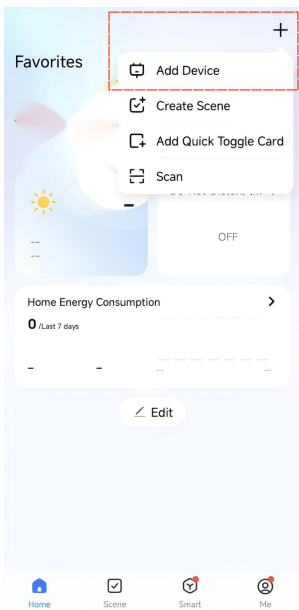 Favorites
Add Device
Create Scene
Add Quick Toggle Card
Scan
--
--
OFF
Home Energy Consumption
0 /Last 7 days
-
-
--
--
Edit
Home
Scene
Smart
Me